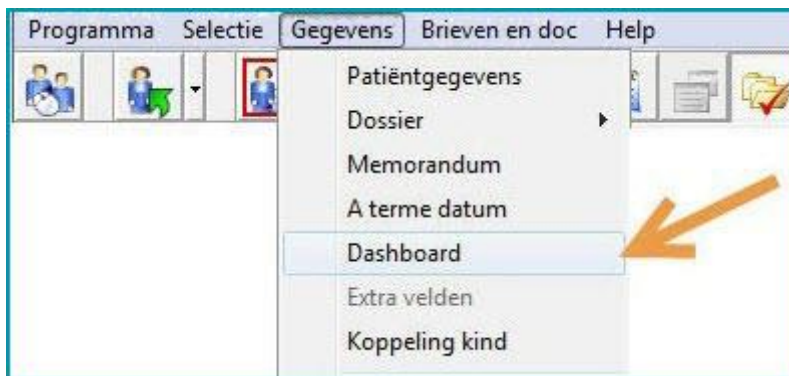 Programma Selectie Gegevens Brieven en doc Help
Patiëntgegevens
Dossier
Memorandum
A terme datum
Dashboard
Extra velden
Koppeling kind